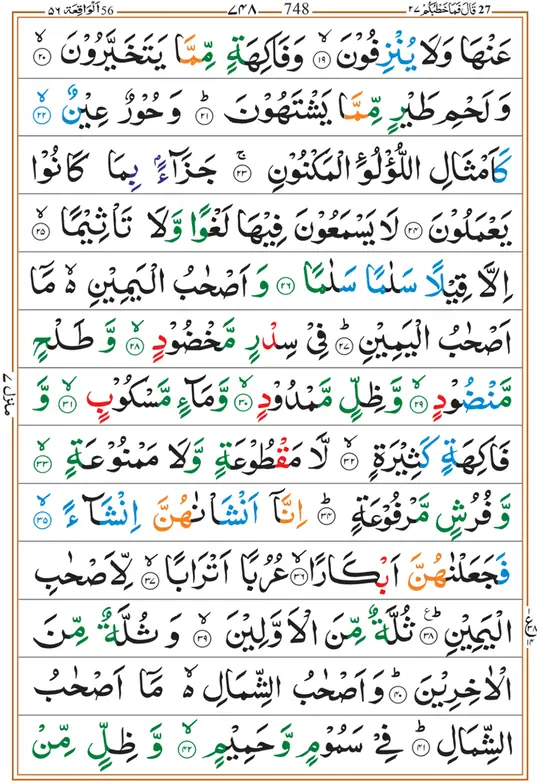 27 قَالَ فَمَا خَطْبُكُمْ ٢٧ 748 ٧٤٨ 56 اَلْوَاقِعَة ٥٦
عَنْهَا وَلَا يُنْزِفُوْنَ ۙ‏ ١٩ وَفَاكِهَةٍ مِّمَّا يَتَخَيَّرُوْنَ ۙ‏ ٢٠
وَلَحْمِ طَيْرٍ مِّمَّا يَشْتَهُوْنَ ؕ‏ ٢١ وَحُوْرٌ عِيْنٌ ۙ‏ ٢٢
كَاَمْثَالِ اللُّؤْلُوٴِ الْمَكْنُوْنِ ۚ‏ ٢٣ جَزَآءًۢ بِمَا كَانُوْا
يَعْمَلُوْنَ ٢٤ لَا يَسْمَعُوْنَ فِيْهَا لَغْوًا وَّلَا تَاْثِيْمًا ۙ‏ ٢٥
اِلَّا قِيْلًا سَلٰمًا سَلٰمًا ٢٦ وَاَصْحٰبُ الْيَمِيْنِ ۙ۬ مَاۤ
اَصْحٰبُ الْيَمِيْنِ ؕ‏ ٢٧ فِىْ سِدْرٍ مَّخْضُوْدٍ ۙ‏ ٢٨ وَّطَلْحٍ
مَّنْضُوْدٍ ۙ‏ ٢٩ وَّظِلٍّ مَّمْدُوْدٍ ۙ‏ ٣٠ وَّمَآءٍ مَّسْكُوْبٍ ۙ‏ ٣١ وَّ
فَاكِهَةٍ كَثِيْرَةٍ ۙ‏ ٣٢ لَّا مَقْطُوْعَةٍ وَّلَا مَمْنُوْعَةٍ ۙ‏ ٣٣
وَّفُرُشٍ مَّرْفُوْعَةٍ ؕ‏ ٣٤ اِنَّاۤ اَنْشَاْنٰهُنَّ اِنْشَآءً ۙ‏ ٣٥
فَجَعَلْنٰهُنَّ اَبْكَارًا ۙ‏ ٣٦ عُرُبًا اَتْرَابًا ۙ‏ ٣٧ لِّاَصْحٰبِ
الْيَمِيْنِ ؕ‏ ٣٨ ثُلَّةٌ مِّنَ الْاَوَّلِيْنَ ۙ‏ ٣٩ وَثُلَّةٌ مِّنَ
الْاٰخِرِيْنَ ؕ‏ ٤٠ وَاَصْحٰبُ الشِّمَالِ ۙ۬ مَاۤ اَصْحٰبُ
الشِّمَالِ ؕ‏ ٤١ فِىْ سَمُوْمٍ وَّحَمِيْمٍ ۙ‏ ٤٢ وَّظِلٍّ مِّنْ
منزل ٧